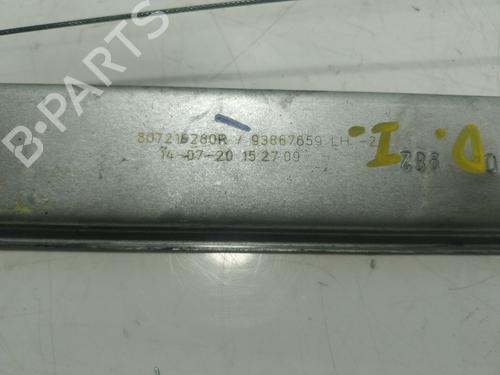 B-PARTS
807215280R / 93867659 LH -2
14-07-20 15 27 09
D. I.